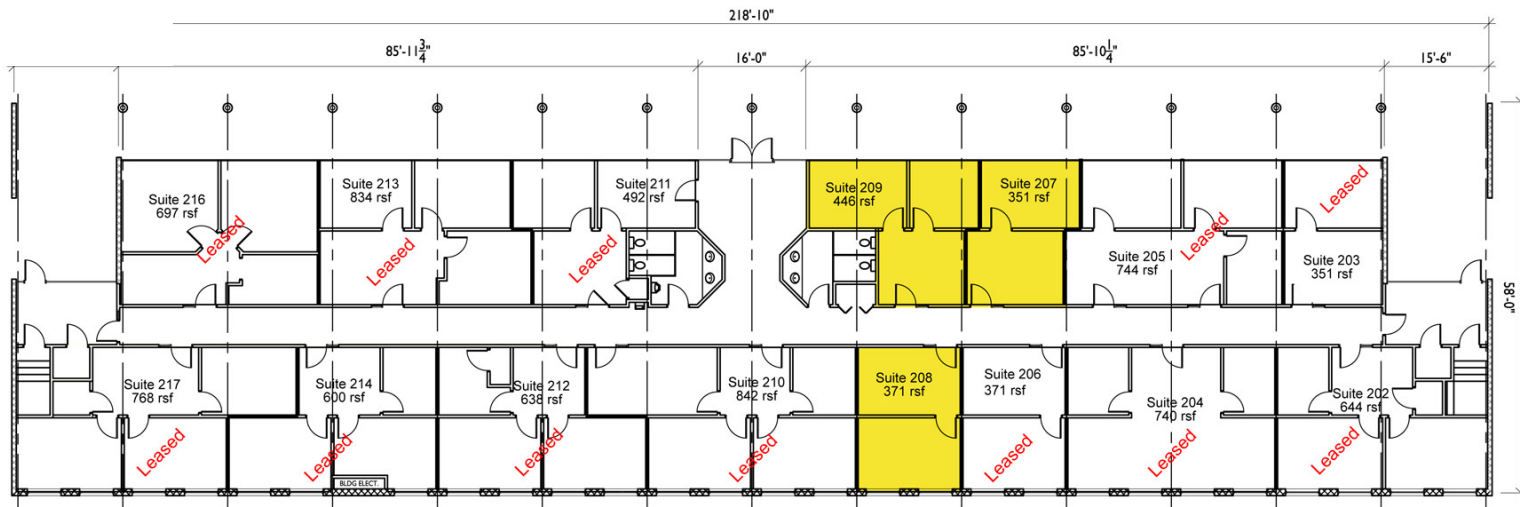 218'-10"
85'-11 3/4"
16'-0"
85'-10 1/4"
15'-6"
58'-0"
Suite 216
697 rsf
Leased
Suite 213
834 rsf
Leased
Suite 211
492 rsf
Leased
Suite 209
446 rsf
Suite 207
351 rsf
Suite 205
744 rsf
Leased
Leased
Suite 203
351 rsf
Suite 217
768 rsf
Leased
Suite 214
600 rsf
Leased
BLDG ELECT.
Suite 212
638 rsf
Leased
Suite 210
842 rsf
Leased
Suite 208
371 rsf
Suite 206
371 rsf
Leased
Suite 204
740 rsf
Leased
Suite 202
644 rsf
Leased